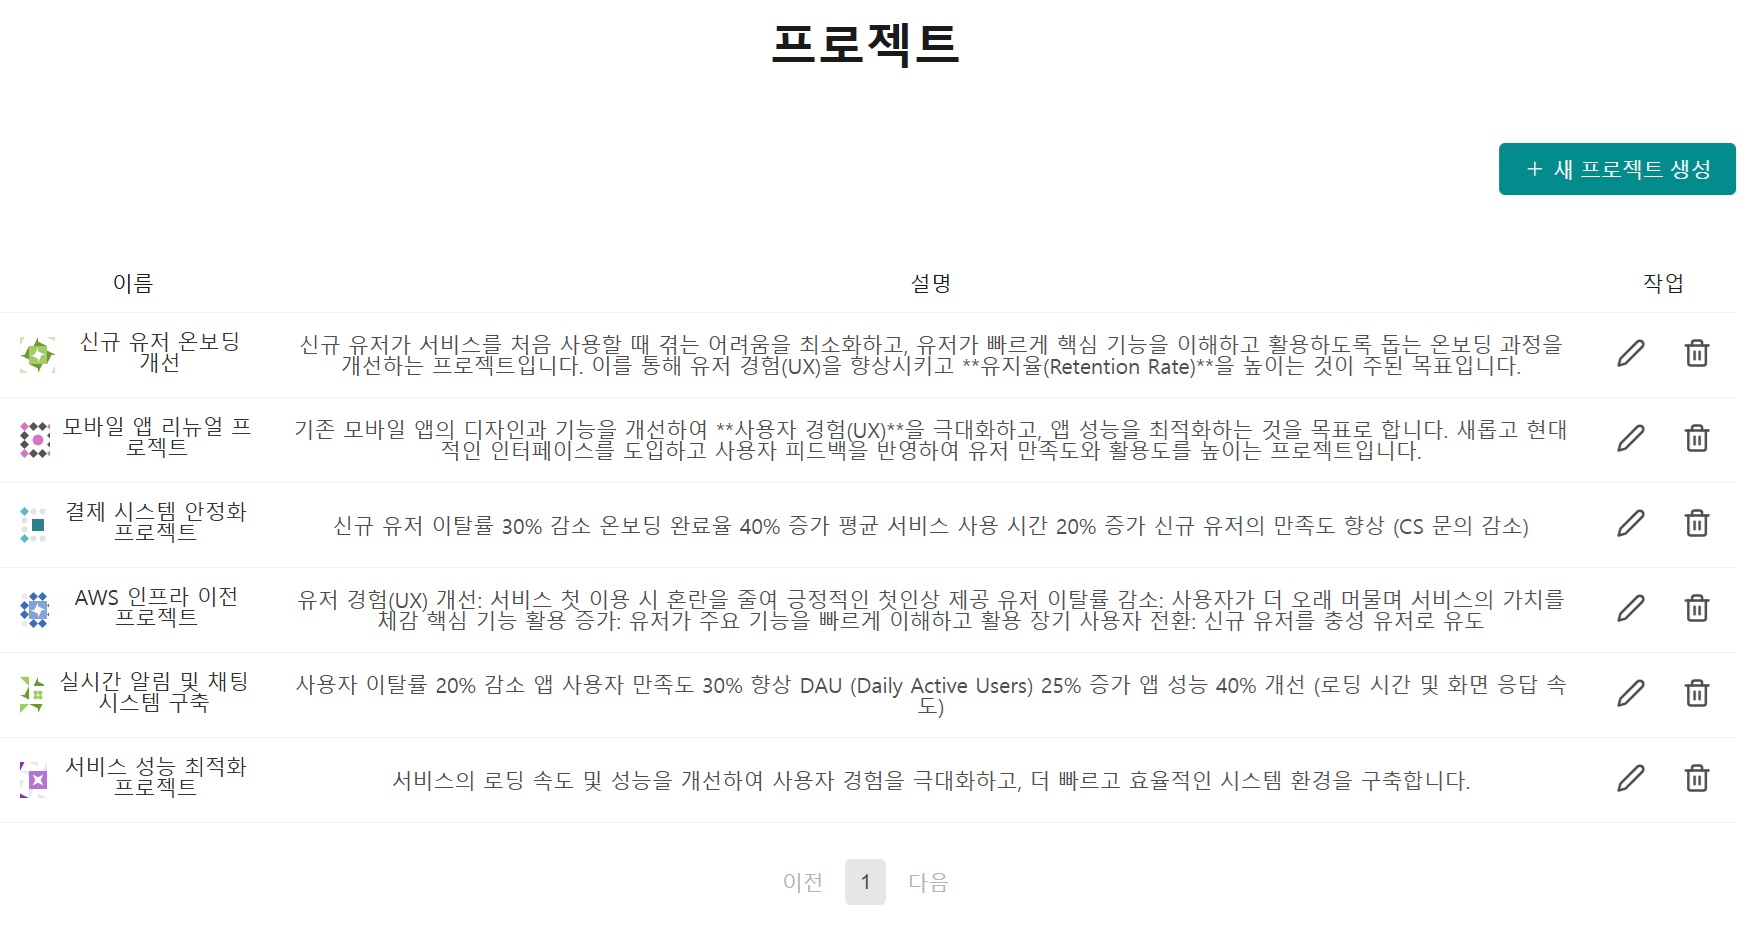 프로젝트
+ 새 프로젝트 생성
이름 설명 작업
신규 유저 온보딩
개선
신규 유저가 서비스를 처음 사용할 때 겪는 어려움을 최소화하고, 유저가 빠르게 핵심 기능을 이해하고 활용하도록 돕는 온보딩 과정을
개선하는 프로젝트입니다. 이를 통해 유저 경험(UX)을 향상시키고 **유지율(Retention Rate)**을 높이는 것이 주된 목표입니다.
모바일 앱 리뉴얼 프
로젝트
기존 모바일 앱의 디자인과 기능을 개선하여 **사용자 경험(UX)**을 극대화하고, 앱 성능을 최적화하는 것을 목표로 합니다. 새롭고 현대
적인 인터페이스를 도입하고 사용자 피드백을 반영하여 유저 만족도와 활용도를 높이는 프로젝트입니다.
결제 시스템 안정화
프로젝트
신규 유저 이탈률 30% 감소 온보딩 완료율 40% 증가 평균 서비스 사용 시간 20% 증가 신규 유저의 만족도 향상 (CS 문의 감소)
AWS 인프라 이전
프로젝트
유저 경험(UX) 개선: 서비스 첫 이용 시 혼란을 줄여 긍정적인 첫인상 제공 유저 이탈률 감소: 사용자가 더 오래 머물며 서비스의 가치를
체감 핵심 기능 활용 증가: 유저가 주요 기능을 빠르게 이해하고 활용 장기 사용자 전환: 신규 유저를 충성 유저로 유도
실시간 알림 및 채팅
시스템 구축
사용자 이탈률 20% 감소 앱 사용자 만족도 30% 향상 DAU (Daily Active Users) 25% 증가 앱 성능 40% 개선 (로딩 시간 및 화면 응답 속
도)
서비스 성능 최적화
프로젝트
서비스의 로딩 속도 및 성능을 개선하여 사용자 경험을 극대화하고, 더 빠르고 효율적인 시스템 환경을 구축합니다.
이전 1 다음